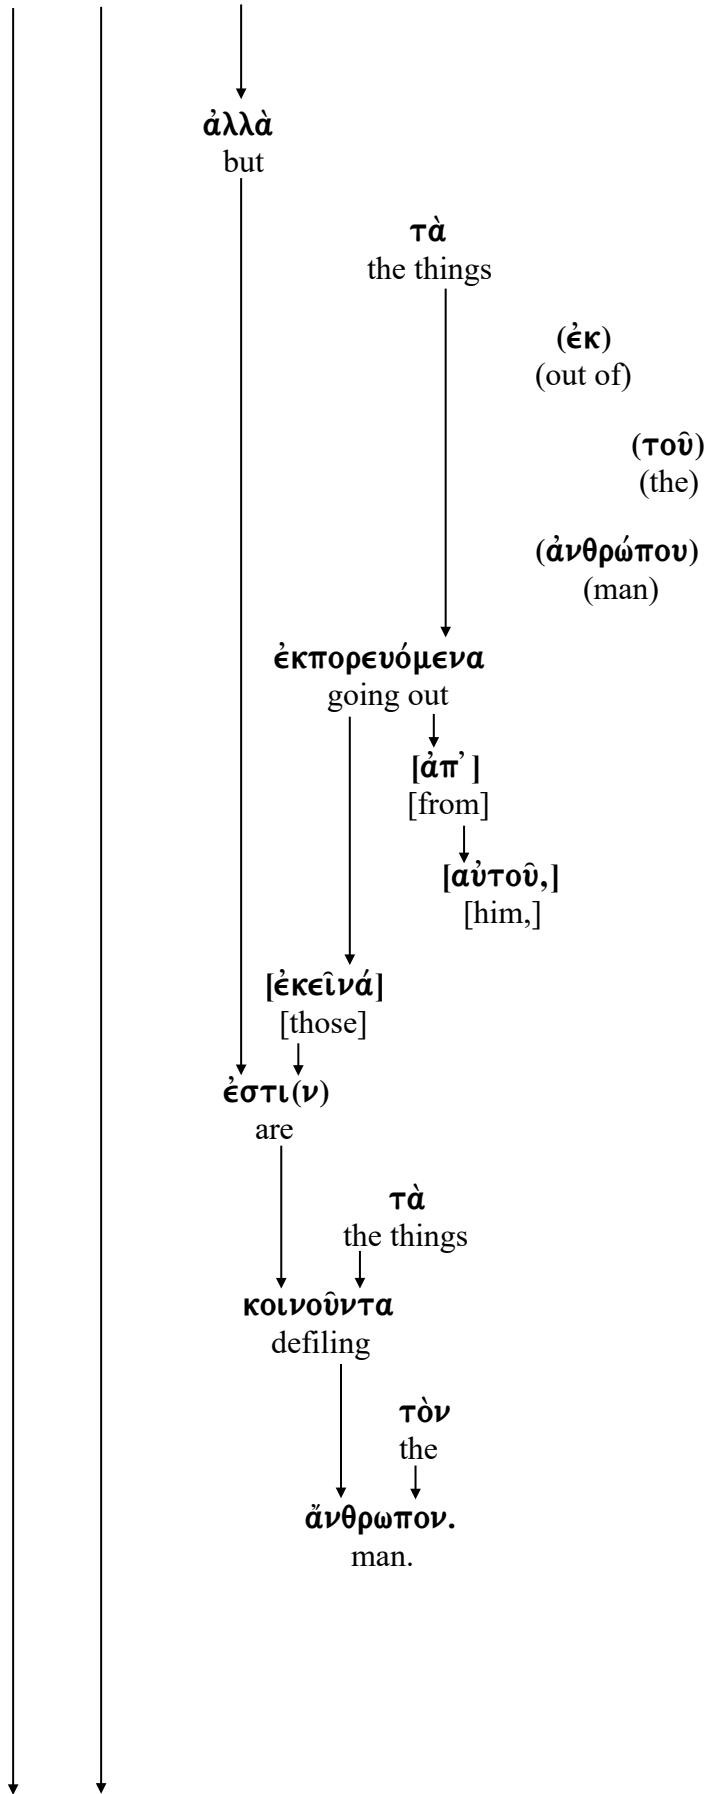 ἀλλὰ
but
τὰ
the things
(ἐκ)
(out of)
(τοῦ)
(the)
(ἀνθρώπου)
(man)
ἐκπορευόμενα
going out
[ἀπ’ ]
[from]
[αὐτοῦ,]
[him,]
[ἐκεῖνά]
[those]
ἐστι(ν)
are
τὰ
the things
κοινοῦντα
defiling
τὸν
the
ἄνθρωπον.
man.